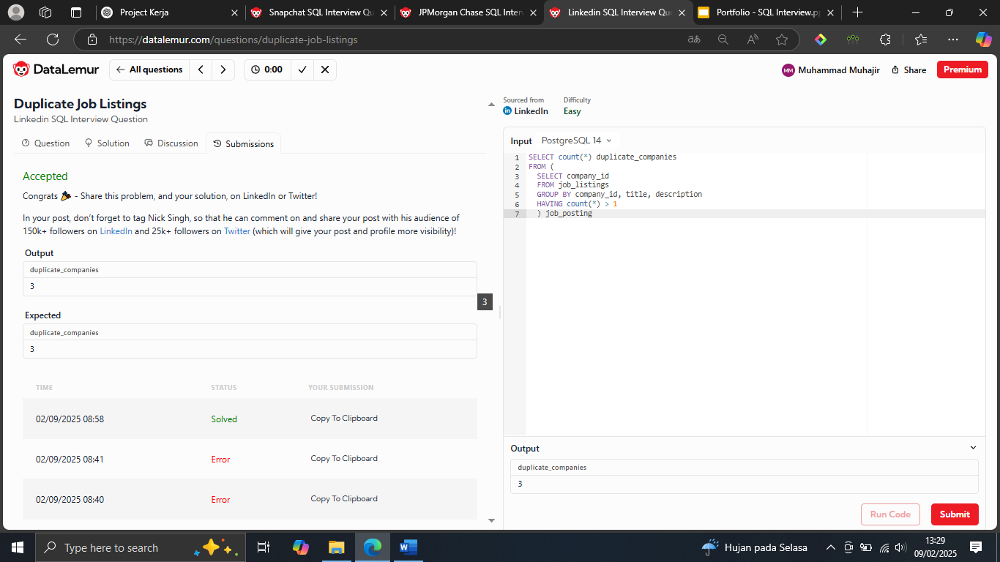 Project Kerja
Snapchat SQL Interview Qu
JPMorgan Chase SQL Inter
Linkedin SQL Interview Qu
Portfolio - SQL Interview.p
https://datalemur.com/questions/duplicate-job-listings
DataLemur
All questions
0:00
MM
Muhammad Muhajir
Share
Premium
Duplicate Job Listings
Linkedin SQL Interview Question
Question
Solution
Discussion
Submissions
Accepted
Congrats 🎉 - Share this problem, and your solution, on LinkedIn or Twitter!
In your post, don't forget to tag Nick Singh, so that he can comment on and share your post with his audience of
150k+ followers on LinkedIn and 25k+ followers on Twitter (which will give your post and profile more visibility)!
Output
duplicate_companies
3
3
Expected
duplicate_companies
3
TIME STATUS YOUR SUBMISSION
02/09/2025 08:58 Solved Copy To Clipboard
02/09/2025 08:41 Error Copy To Clipboard
02/09/2025 08:40 Error Copy To Clipboard
Sourced from
LinkedIn
Difficulty
Easy
Input PostgreSQL 14
1 SELECT count(*) duplicate_companies
2 FROM (
3 SELECT company_id
4 FROM job_listings
5 GROUP BY company_id, title, description
6 HAVING count(*) > 1
7 ) job_posting
Output
duplicate_companies
3
Run Code
Submit
Type here to search
Hujan pada Selasa
13:29
09/02/2025